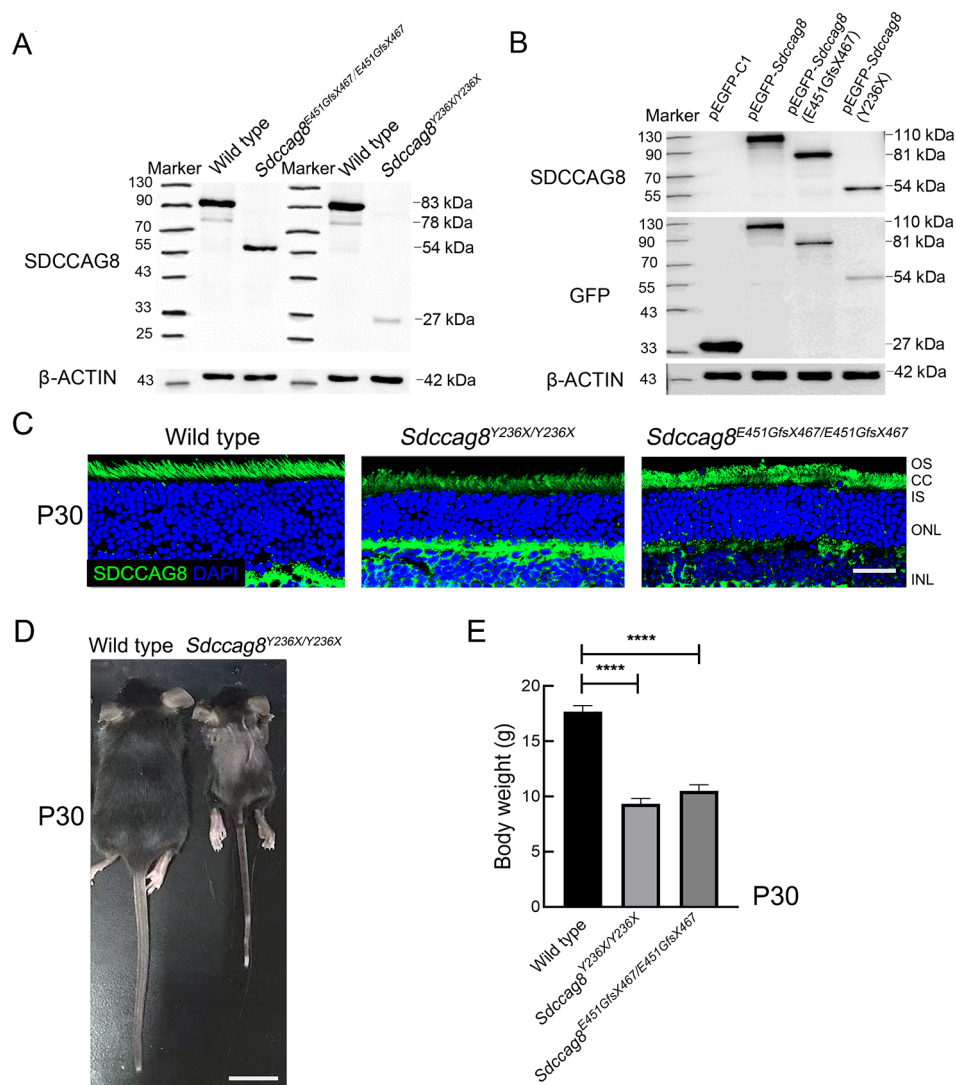 A
Marker
Wild type
Sdccag8E451GfsX467/E451GfsX467
Marker
Wild type
Sdccag8Y236X/Y236X
SDCCAG8
130
90
70
55
43
33
25
83 kDa
78 kDa
54 kDa
27 kDa
β-ACTIN
43
42 kDa
B
Marker
pEGFP-C1
pEGFP-Sdccag8
pEGFP-Sdccag8
(E451GfsX467)
pEGFP-Sdccag8
(Y236X)
SDCCAG8
130
90
70
55
110 kDa
81 kDa
54 kDa
GFP
130
90
70
55
43
33
110 kDa
81 kDa
54 kDa
27 kDa
β-ACTIN
43
42 kDa
C
Wild type
Sdccag8Y236X/Y236X
Sdccag8E451GfsX467/E451GfsX467
P30
SDCCAG8 DAPI
OS
CC
IS
ONL
INL
D
Wild type Sdccag8Y236X/Y236X
P30
E
****
****
Body weight (g)
20
15
10
5
0
Wild type
Sdccag8Y236X/Y236X
Sdccag8E451GfsX467/E451GfsX467
P30